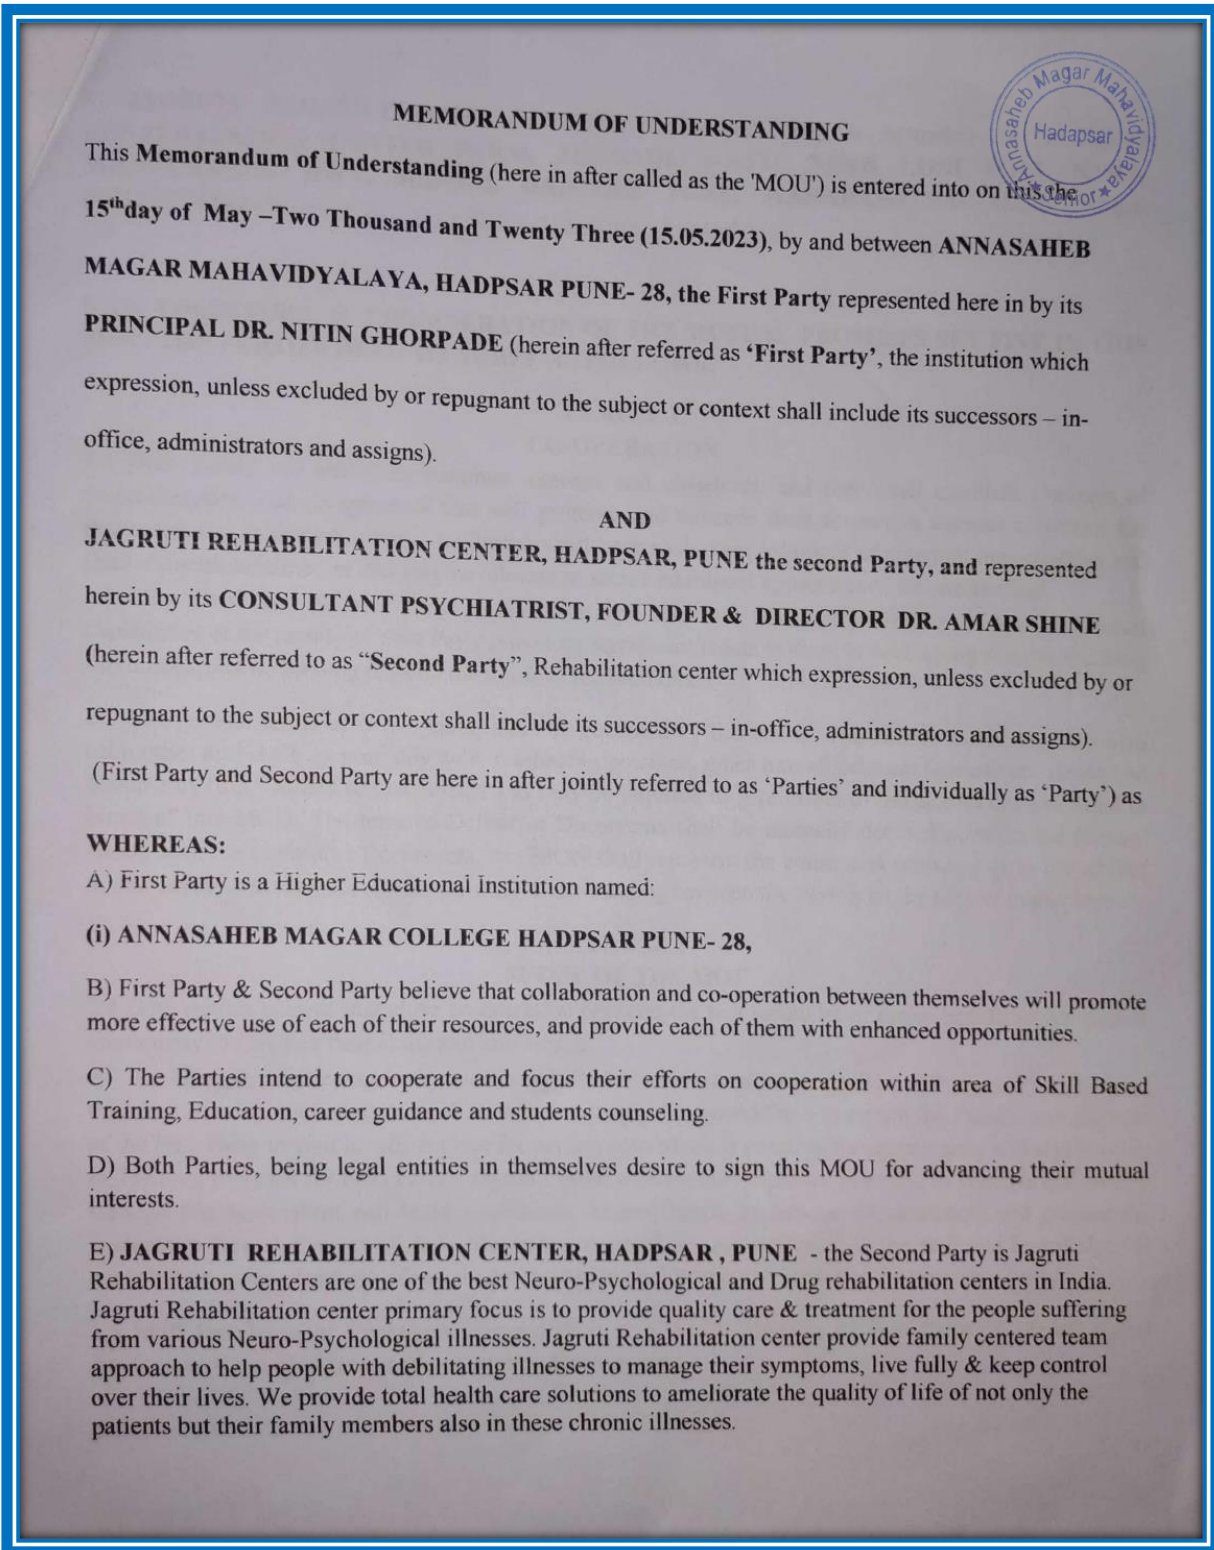 Annasaheb Magar Mahavidyalaya
Hadapsar
★Senior★
MEMORANDUM OF UNDERSTANDING
This Memorandum of Understanding (here in after called as the 'MOU') is entered into on this the
15thday of May –Two Thousand and Twenty Three (15.05.2023), by and between ANNASAHEB
MAGAR MAHAVIDYALAYA, HADPSAR PUNE- 28, the First Party represented here in by its
PRINCIPAL DR. NITIN GHORPADE (herein after referred as ‘First Party’, the institution which
expression, unless excluded by or repugnant to the subject or context shall include its successors – in-
office, administrators and assigns).
AND
JAGRUTI REHABILITATION CENTER, HADPSAR, PUNE the second Party, and represented
herein by its CONSULTANT PSYCHIATRIST, FOUNDER & DIRECTOR DR. AMAR SHINE
(herein after referred to as “Second Party”, Rehabilitation center which expression, unless excluded by or
repugnant to the subject or context shall include its successors – in-office, administrators and assigns).
(First Party and Second Party are here in after jointly referred to as ‘Parties’ and individually as ‘Party’) as
WHEREAS:
A) First Party is a Higher Educational Institution named:
(i) ANNASAHEB MAGAR COLLEGE HADPSAR PUNE- 28,
B) First Party & Second Party believe that collaboration and co-operation between themselves will promote
more effective use of each of their resources, and provide each of them with enhanced opportunities.
C) The Parties intend to cooperate and focus their efforts on cooperation within area of Skill Based
Training, Education, career guidance and students counseling.
D) Both Parties, being legal entities in themselves desire to sign this MOU for advancing their mutual
interests.
E) JAGRUTI REHABILITATION CENTER, HADPSAR , PUNE - the Second Party is Jagruti
Rehabilitation Centers are one of the best Neuro-Psychological and Drug rehabilitation centers in India.
Jagruti Rehabilitation center primary focus is to provide quality care & treatment for the people suffering
from various Neuro-Psychological illnesses. Jagruti Rehabilitation center provide family centered team
approach to help people with debilitating illnesses to manage their symptoms, live fully & keep control
over their lives. We provide total health care solutions to ameliorate the quality of life of not only the
patients but their family members also in these chronic illnesses.